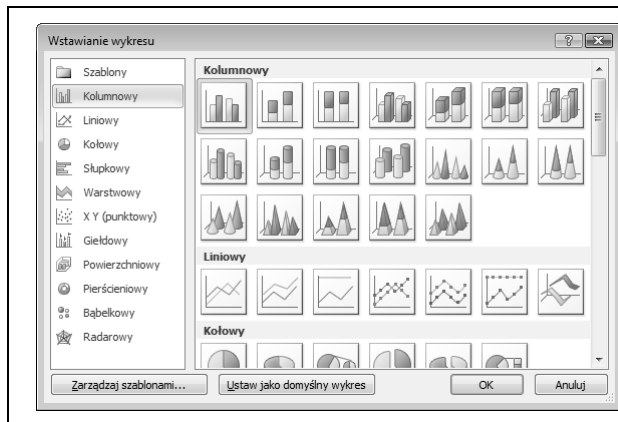 Wstawianie wykresu
Szablony
Kolumnowy
Liniowy
Kołowy
Słupkowy
Warstwowy
X Y (punktowy)
Giełdowy
Powierzchniowy
Pierścieniowy
Bąbelkowy
Radarowy
Kolumnowy
Liniowy
Kołowy
Zarządzaj szablonami...
Ustaw jako domyślny wykres
OK
Anuluj